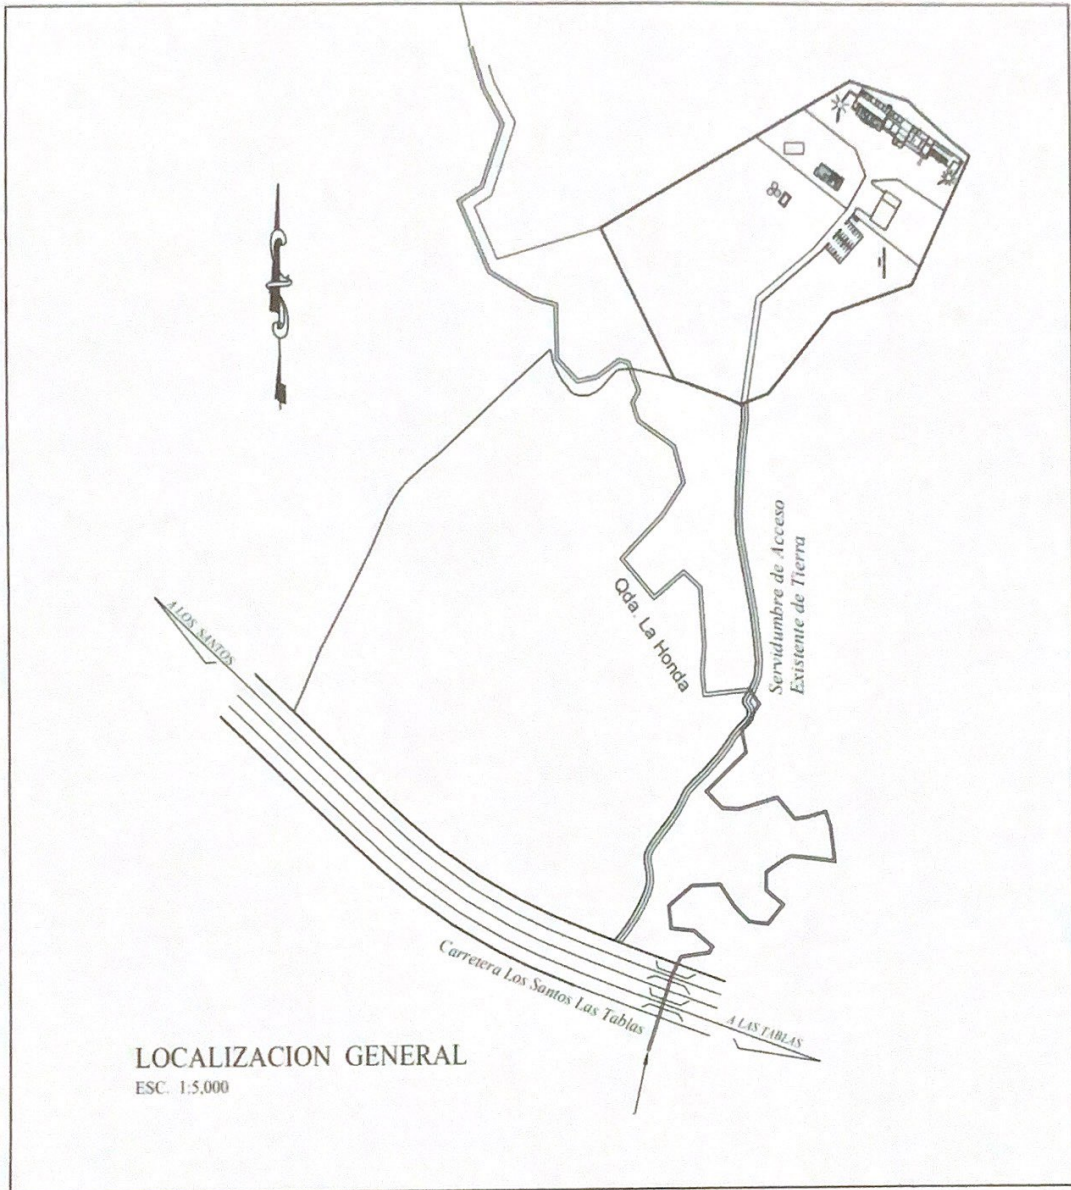 Servidumbre de Acceso
Existente de Tierra
Qda. La Honda
A LOS SANTOS
Carretera Los Santos Las Tablas
A LAS TABLAS
LOCALIZACION GENERAL
ESC. 1:5,000